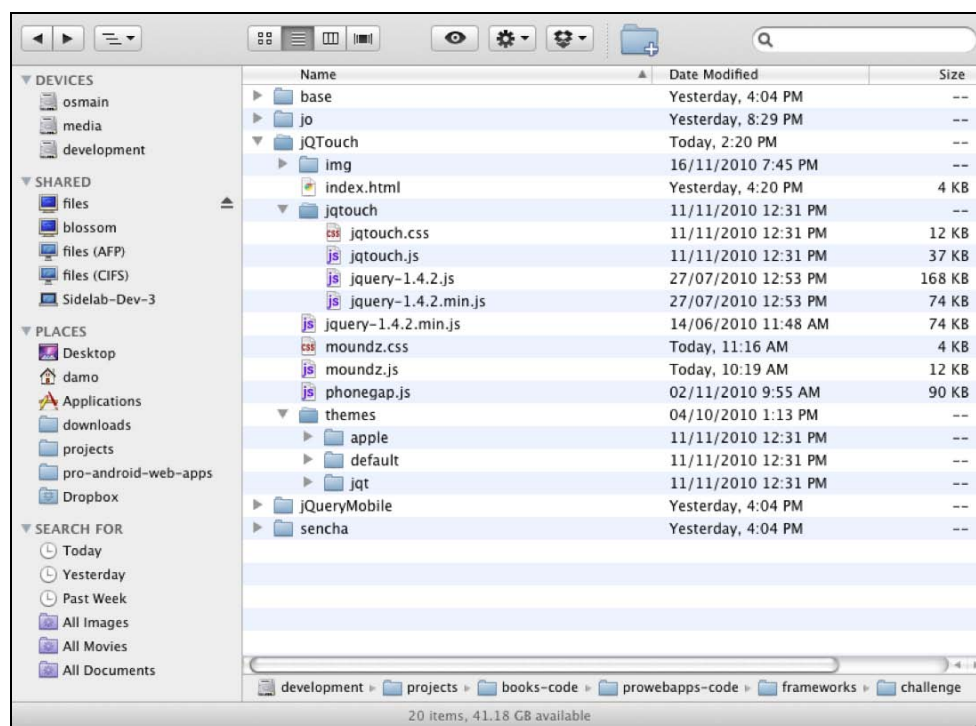 Name Date Modified Size
DEVICES
osmain
media
development
SHARED
files
blossom
files (AFP)
files (CIFS)
Sidelab-Dev-3
PLACES
Desktop
damo
Applications
downloads
projects
pro-android-web-apps
Dropbox
SEARCH FOR
Today
Yesterday
Past Week
All Images
All Movies
All Documents
base Yesterday, 4:04 PM --
jo Yesterday, 8:29 PM --
jQTouch Today, 2:20 PM --
img 16/11/2010 7:45 PM --
index.html Yesterday, 4:20 PM 4 KB
jqtouch 11/11/2010 12:31 PM --
css jqtouch.css 11/11/2010 12:31 PM 12 KB
js jqtouch.js 11/11/2010 12:31 PM 37 KB
js jquery-1.4.2.js 27/07/2010 12:53 PM 168 KB
js jquery-1.4.2.min.js 27/07/2010 12:53 PM 74 KB
js jquery-1.4.2.min.js 14/06/2010 11:48 AM 74 KB
css moundz.css Today, 11:16 AM 4 KB
js moundz.js Today, 10:19 AM 12 KB
js phonegap.js 02/11/2010 9:55 AM 90 KB
themes 04/10/2010 1:13 PM --
apple 11/11/2010 12:31 PM --
default 11/11/2010 12:31 PM --
jqt 11/11/2010 12:31 PM --
jQueryMobile Yesterday, 4:04 PM --
sencha Yesterday, 4:04 PM --
development projects books-code prowebapps-code frameworks challenge
20 items, 41.18 GB available